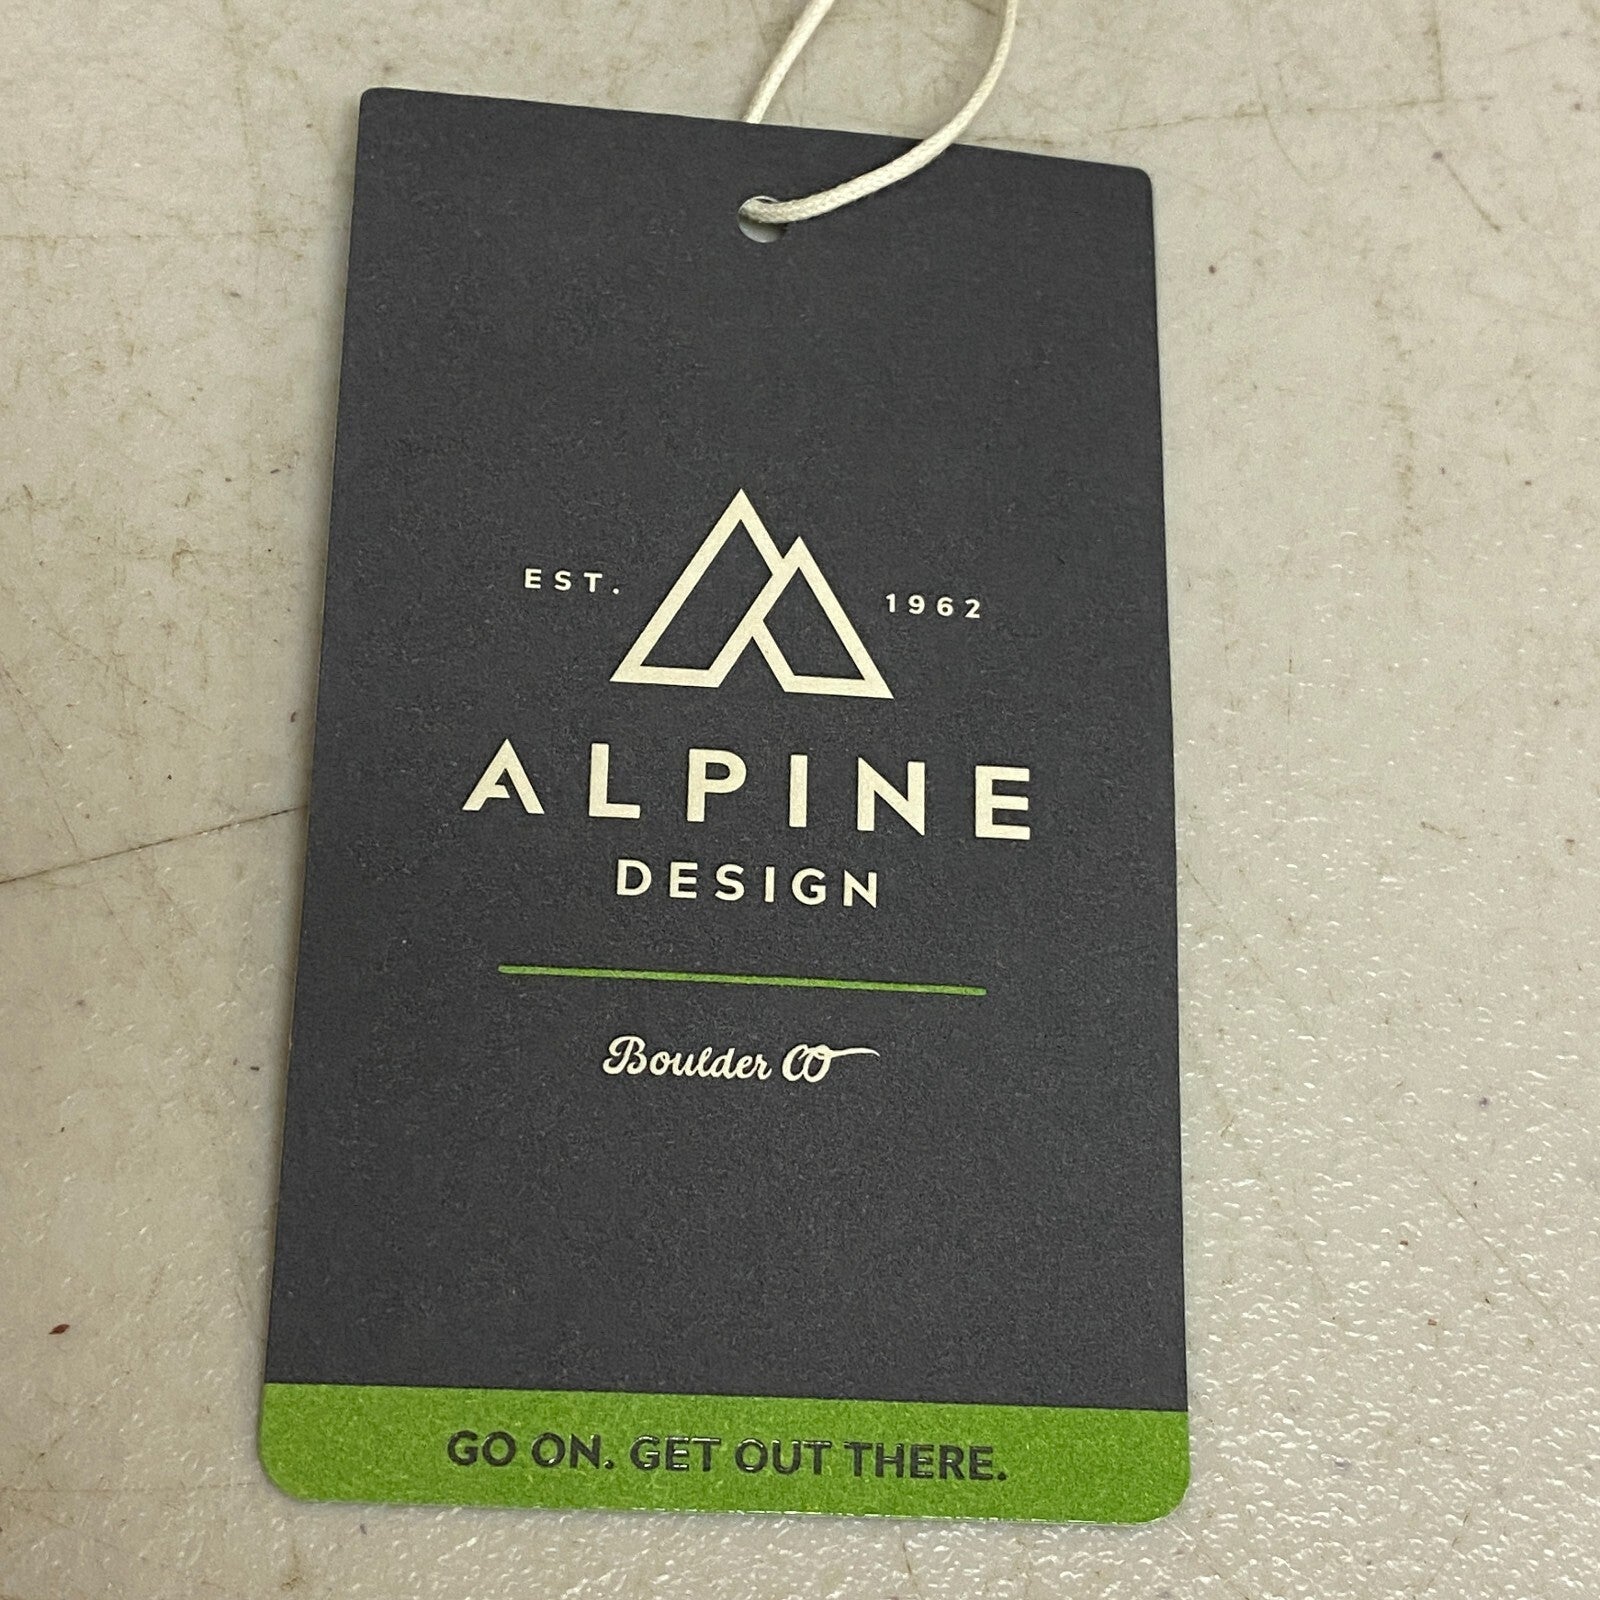 EST. 1962
ALPINE
DESIGN
Boulder CO
GO ON. GET OUT THERE.